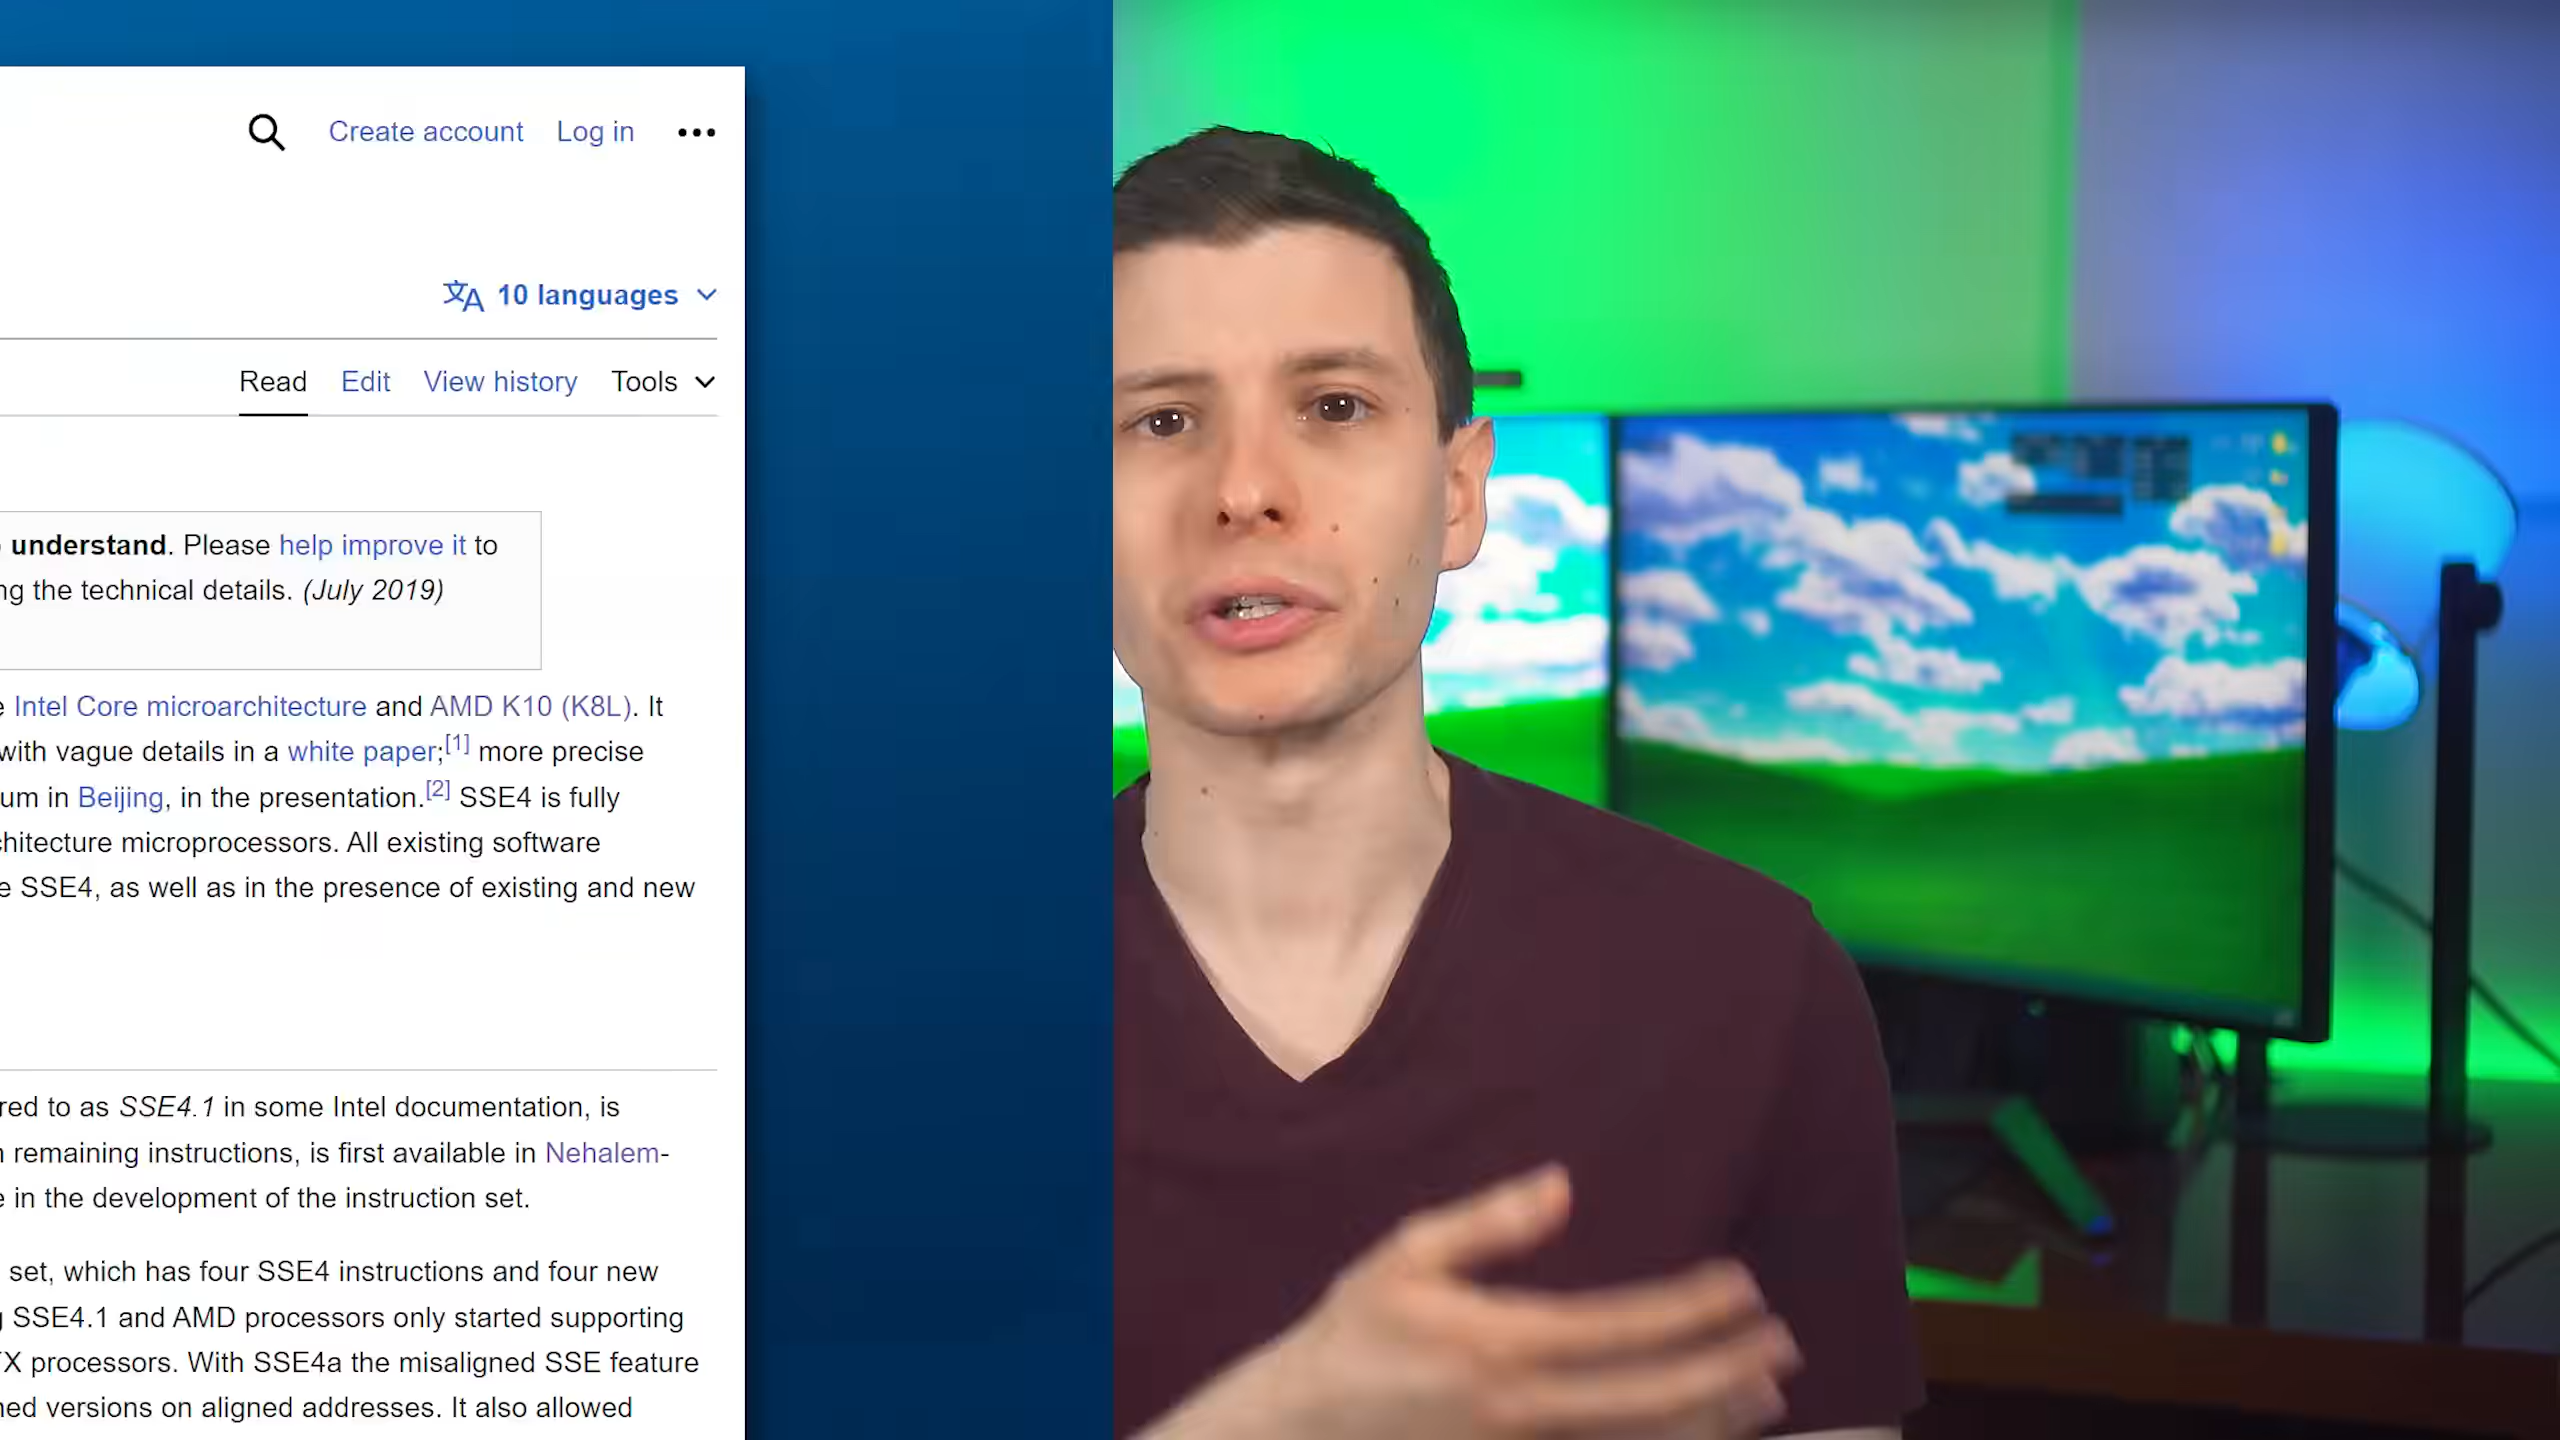 Create account Log in
文A 10 languages
Read Edit View history Tools
understand. Please help improve it to
ng the technical details. (July 2019)
e Intel Core microarchitecture and AMD K10 (K8L). It
with vague details in a white paper;[1] more precise
um in Beijing, in the presentation.[2] SSE4 is fully
chitecture microprocessors. All existing software
e SSE4, as well as in the presence of existing and new
red to as SSE4.1 in some Intel documentation, is
n remaining instructions, is first available in Nehalem-
e in the development of the instruction set.
set, which has four SSE4 instructions and four new
g SSE4.1 and AMD processors only started supporting
X processors. With SSE4a the misaligned SSE feature
ned versions on aligned addresses. It also allowed